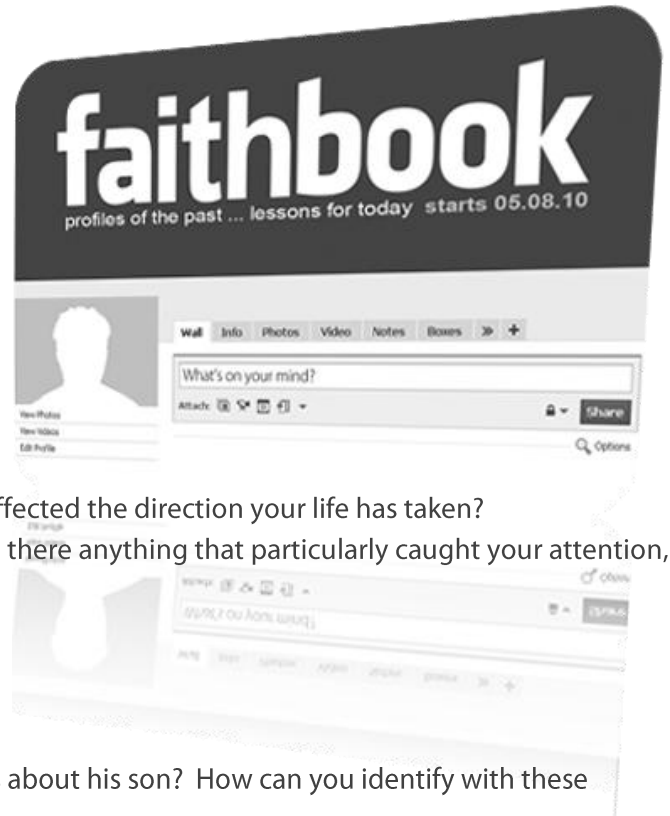 faithbook
profiles of the past ... lessons for today starts 05.08.10
Wall Info Photos Video Notes Boxes » +
What's on your mind?
Attach:
Share
View Photos
View Videos
Edit Profile
Options
ffected the direction your life has taken?
there anything that particularly caught your attention,
about his son? How can you identify with these